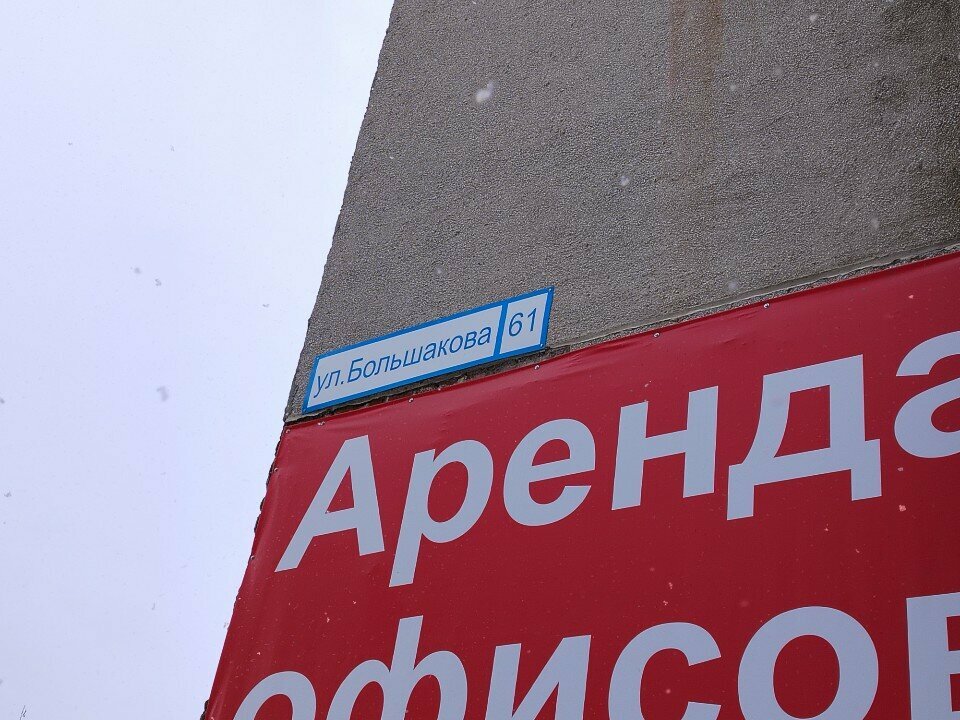 ул.Большакова 61
Аренда
офисов